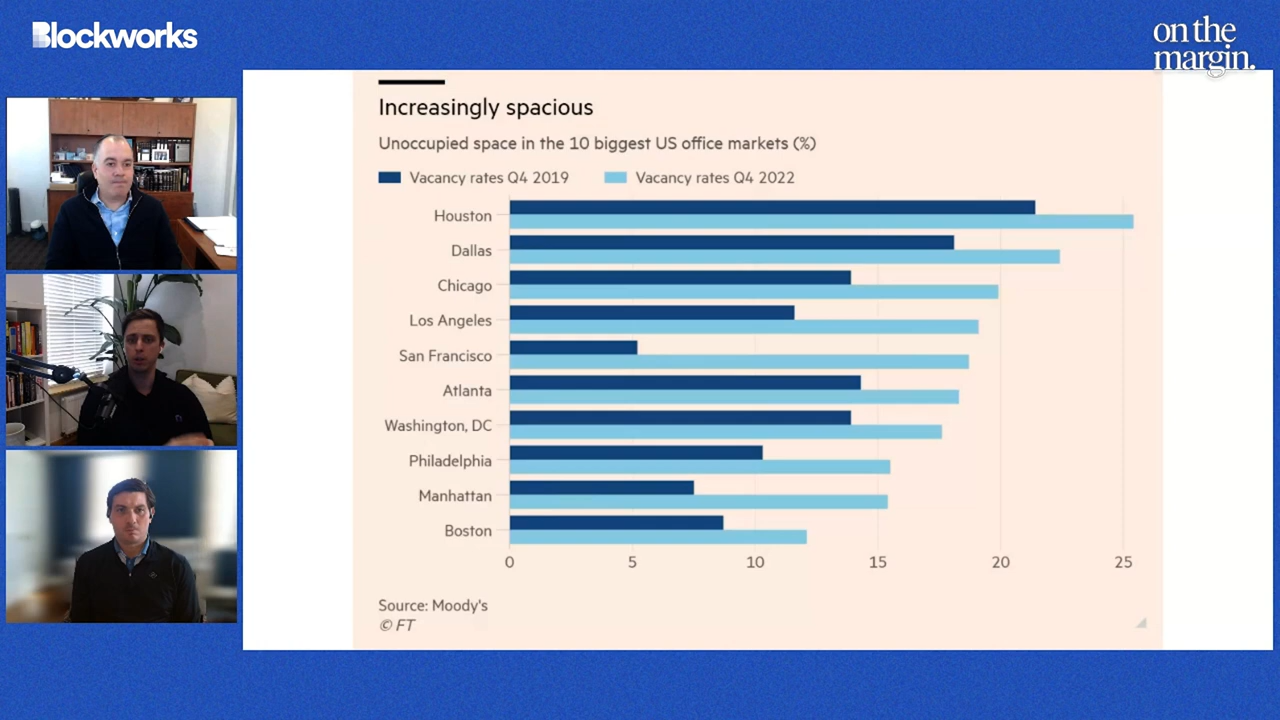 Blockworks
on the
margin.
Increasingly spacious
Unoccupied space in the 10 biggest US office markets (%)
Vacancy rates Q4 2019 Vacancy rates Q4 2022
Houston
Dallas
Chicago
Los Angeles
San Francisco
Atlanta
Washington, DC
Philadelphia
Manhattan
Boston
0 5 10 15 20 25
Source: Moody's
© FT